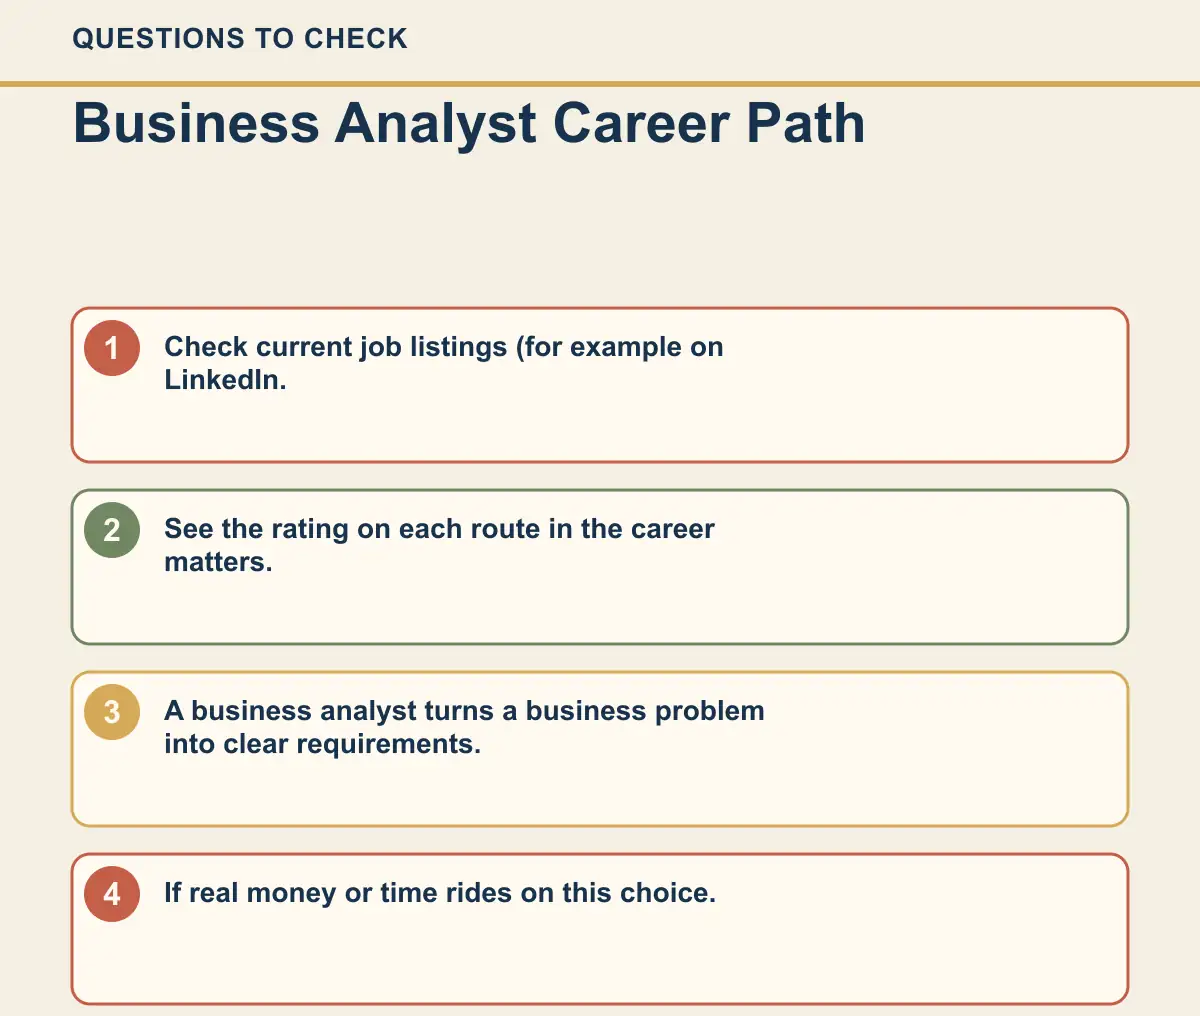 QUESTIONS TO CHECK
Business Analyst Career Path
1
Check current job listings (for example on
LinkedIn.
2
See the rating on each route in the career
matters.
3
A business analyst turns a business problem
into clear requirements.
4
If real money or time rides on this choice.